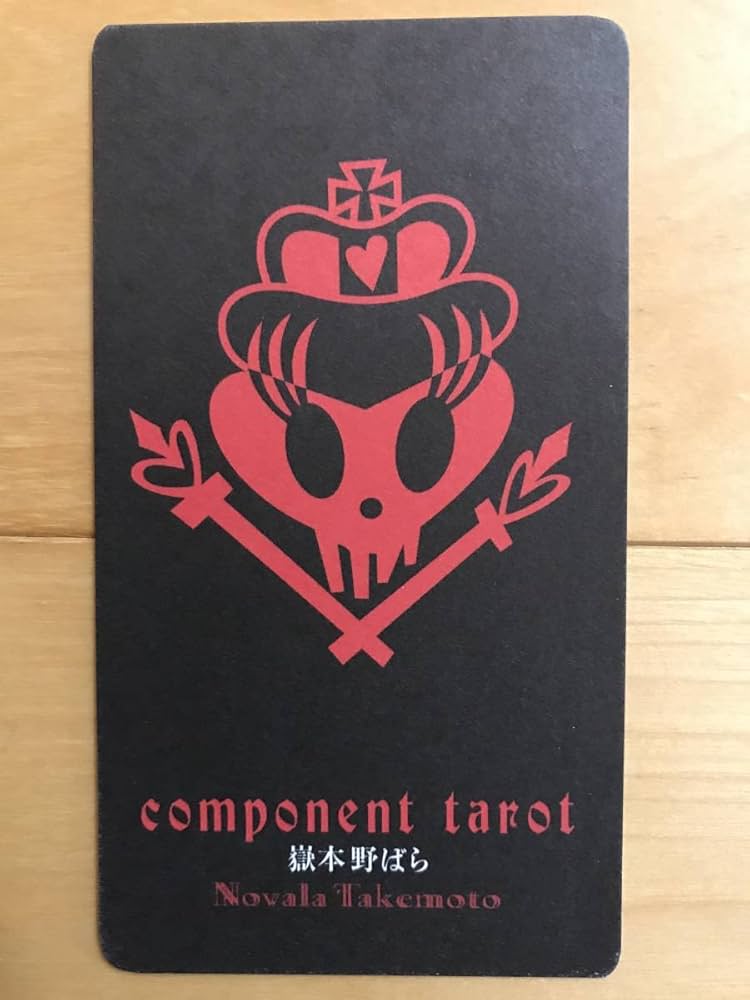 component tarot
嶽本野ばら
Novala Takemoto